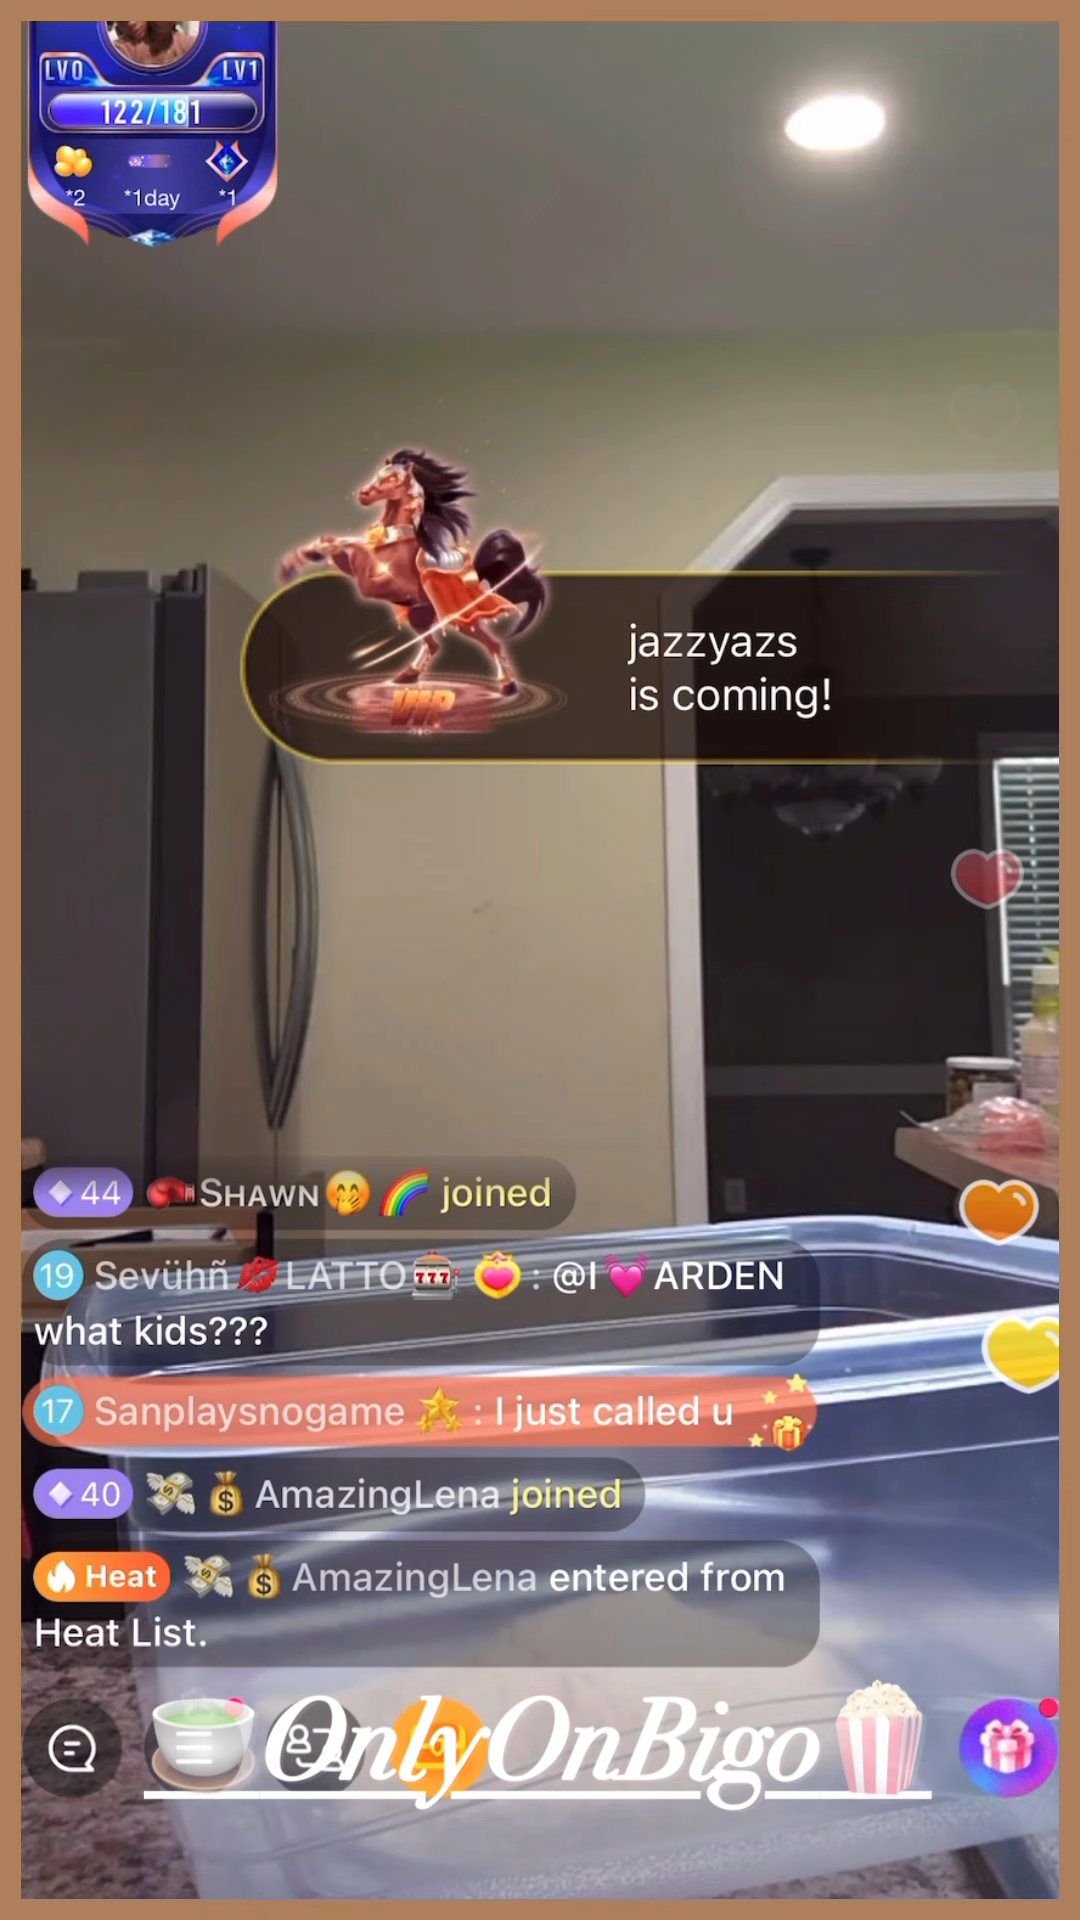 LV0 LV1
122/181
*2 *1day *1
jazzyazs
is coming!
VIP
44 🥊SHAWN🤭🌈 joined
19 Sevühñ💋LATTO🎰😍 : @I💓ARDEN
what kids???
17 Sanplaysnogame🌟 : I just called u
40 💸💰AmazingLena joined
Heat 💸💰AmazingLena entered from
Heat List.
🍵OnlyOnBigo🍿